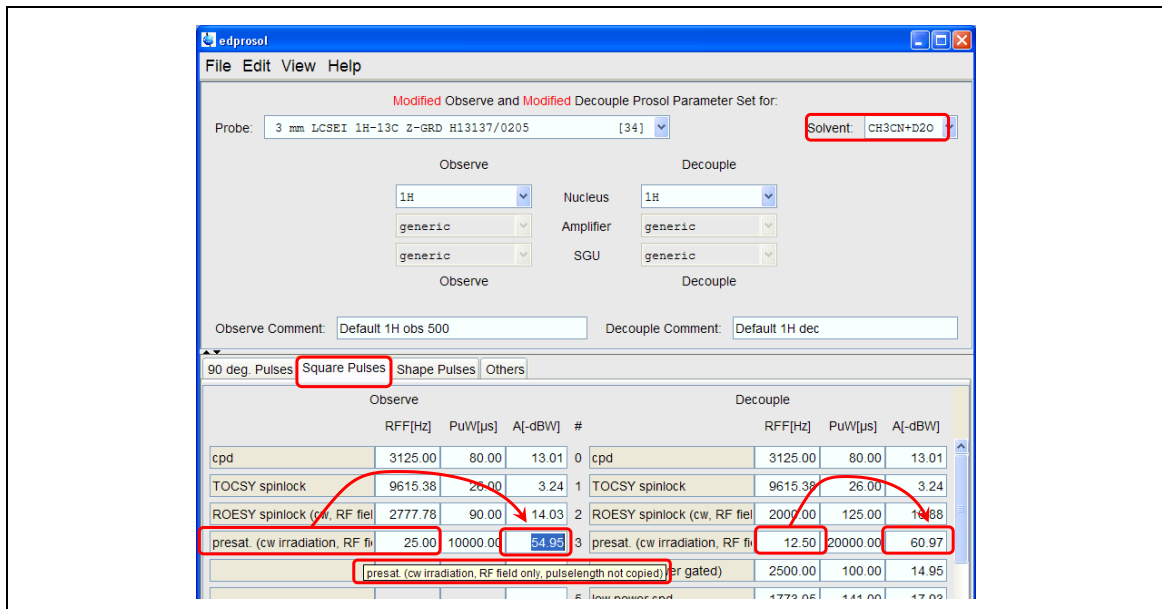 edprosol
File Edit View Help
Modified Observe and Modified Decouple Prosol Parameter Set for:
Probe: 3 mm LCSEI 1H-13C Z-GRD H13137/0205 [34] Solvent: CH3CN+D2O
Observe Decouple
1H Nucleus 1H
generic Amplifier generic
generic SGU generic
Observe Decouple
Observe Comment: Default 1H obs 500 Decouple Comment: Default 1H dec
90 deg. Pulses Square Pulses Shape Pulses Others
Observe Decouple
RFF[Hz] PuW[µs] A[-dBW] # RFF[Hz] PuW[µs] A[-dBW]
cpd 3125.00 80.00 13.01 0 cpd 3125.00 80.00 13.01
TOCSY spinlock 9615.38 26.00 3.24 1 TOCSY spinlock 9615.38 26.00 3.24
ROESY spinlock (cw, RF fiel 2777.78 90.00 14.03 2 ROESY spinlock (cw, RF fiel 2000.00 125.00
presat. (cw irradiation, RF fi 25.00 10000.00 54.95 3 presat. (cw irradiation, RF fi 12.50 20000.00 60.97
presat. (cw irradiation, RF field only, pulselength not copied) er gated) 2500.00 100.00 14.95